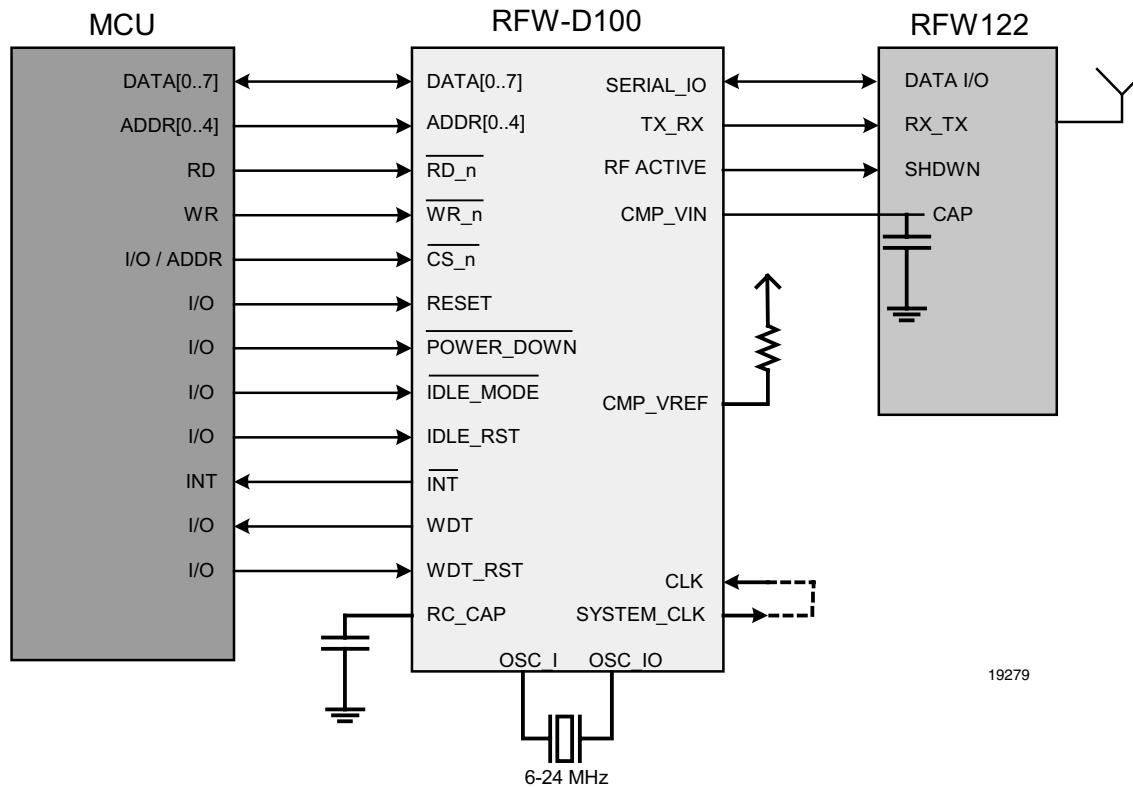 MCU
RFW-D100
RFW122
DATA[0..7]
ADDR[0..4]
RD
WR
I/O / ADDR
I/O
I/O
I/O
I/O
INT
I/O
I/O
DATA[0..7]
ADDR[0..4]
RD_n
WR_n
CS_n
RESET
POWER_DOWN
IDLE_MODE
IDLE_RST
INT
WDT
WDT_RST
RC_CAP
SERIAL_IO
TX_RX
RF ACTIVE
CMP_VIN
CMP_VREF
CLK
SYSTEM_CLK
OSC_I
OSC_IO
6-24 MHz
DATA I/O
RX_TX
SHDWN
CAP
19279